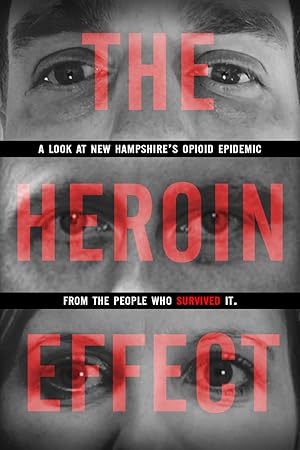 THE
A LOOK AT NEW HAMPSHIRE'S OPIOID EPIDEMIC
HEROIN
FROM THE PEOPLE WHO SURVIVED IT.
EFFECT